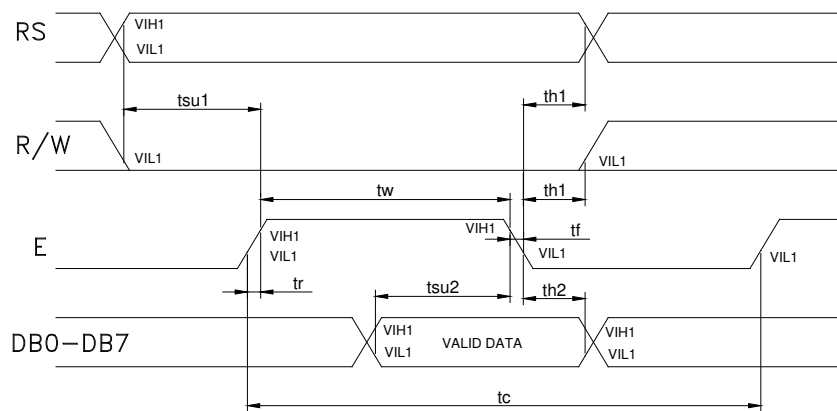 RS
VIH1
VIL1
tsu1
th1
R/W
VIL1
VIL1
tw
th1
E
VIH1
VIL1
VIH1
tf
VIL1
VIL1
tr
tsu2
th2
DB0-DB7
VIH1
VIL1
VALID DATA
VIH1
VIL1
tc